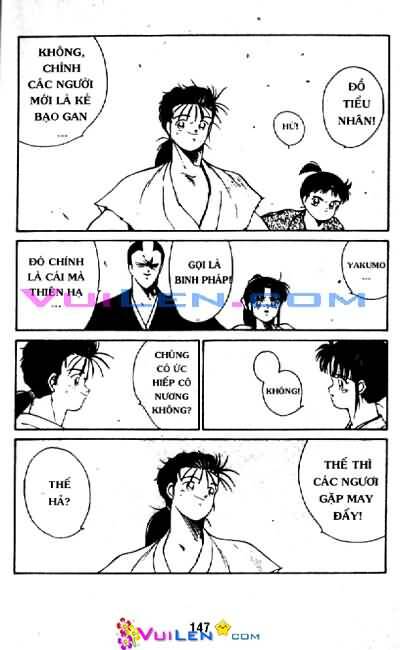 KHÔNG,
CHÍNH
CÁC NGƯỜI
MỚI LÀ KẺ
BẠO GAN
...
HỪ!
ĐỒ
TIỂU
NHÂN!
ĐÓ CHÍNH
LÀ CÁI MÀ
THIÊN HẠ
...
GỌI LÀ
BINH PHÁP!
YAKUMO
...
VUILEN.COM
CHÚNG
CÓ ỨC
HIẾP CÔ
NƯƠNG
KHÔNG?
KHÔNG!
THẾ
HẢ?
THẾ THÌ
CÁC NGƯƠI
GẶP MAY
ĐẤY!
147
VUILEN.COM